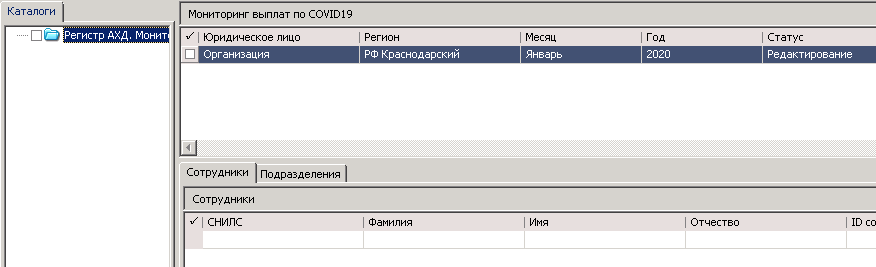 Каталоги
Регистр АХД. Монит
Мониторинг выплат по COVID19
Юридическое лицо Регион Месяц Год Статус
Организация РФ Краснодарский Январь 2020 Редактирование
Сотрудники Подразделения
Сотрудники
СНИЛС Фамилия Имя Отчество ID со